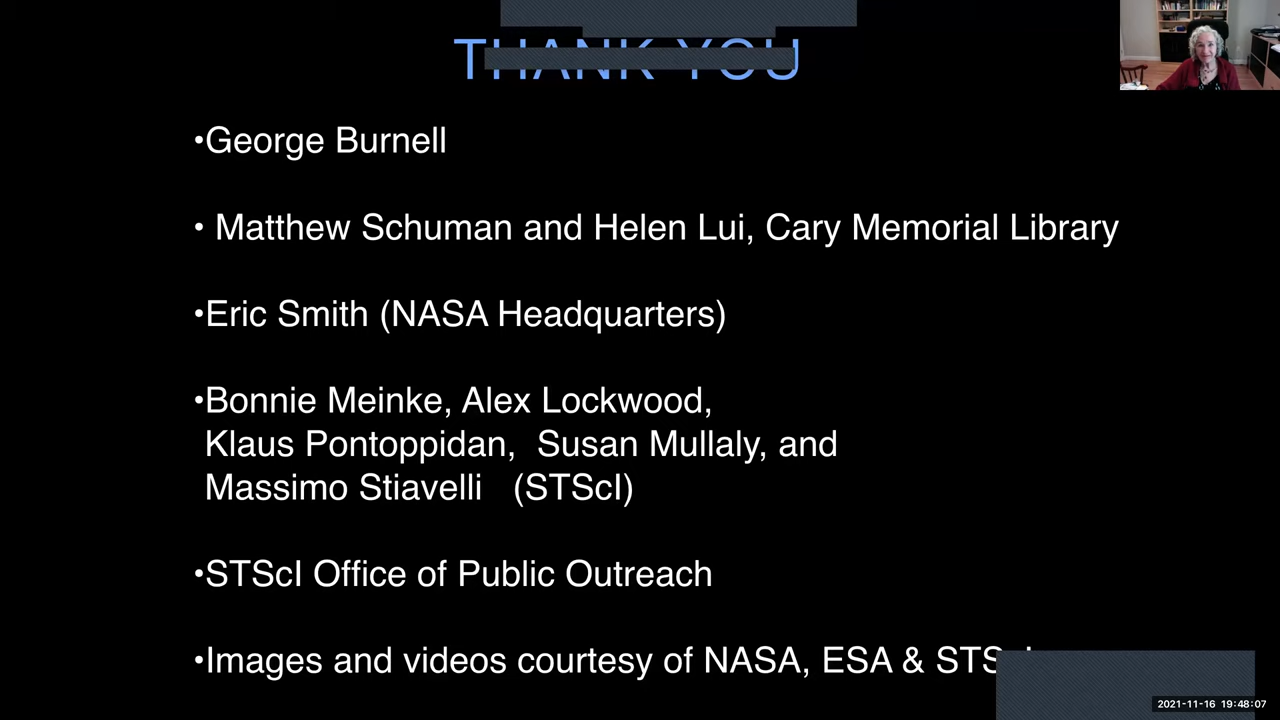 THANK YOU
•George Burnell
• Matthew Schuman and Helen Lui, Cary Memorial Library
•Eric Smith (NASA Headquarters)
•Bonnie Meinke, Alex Lockwood,
Klaus Pontoppidan, Susan Mullaly, and
Massimo Stiavelli (STScI)
•STScI Office of Public Outreach
•Images and videos courtesy of NASA, ESA &
2021-11-16 19:48:07